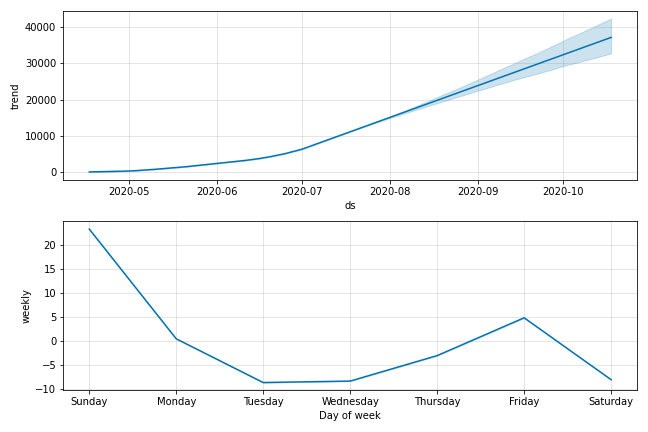 40000
30000
20000
10000
0
trend
2020-05 2020-06 2020-07 2020-08 2020-09 2020-10
ds
20
15
10
5
0
−5
−10
weekly
Sunday Monday Tuesday Wednesday Thursday Friday Saturday
Day of week